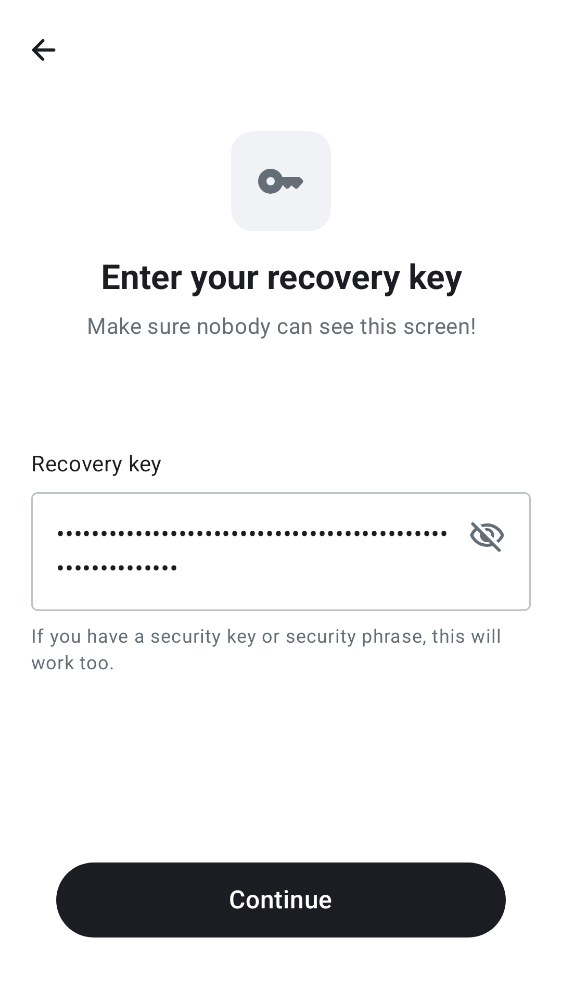 Enter your recovery key
Make sure nobody can see this screen!
Recovery key
•••••••••••••••••••••••••••••••••••••••••••••
••••••••••••••
If you have a security key or security phrase, this will
work too.
Continue